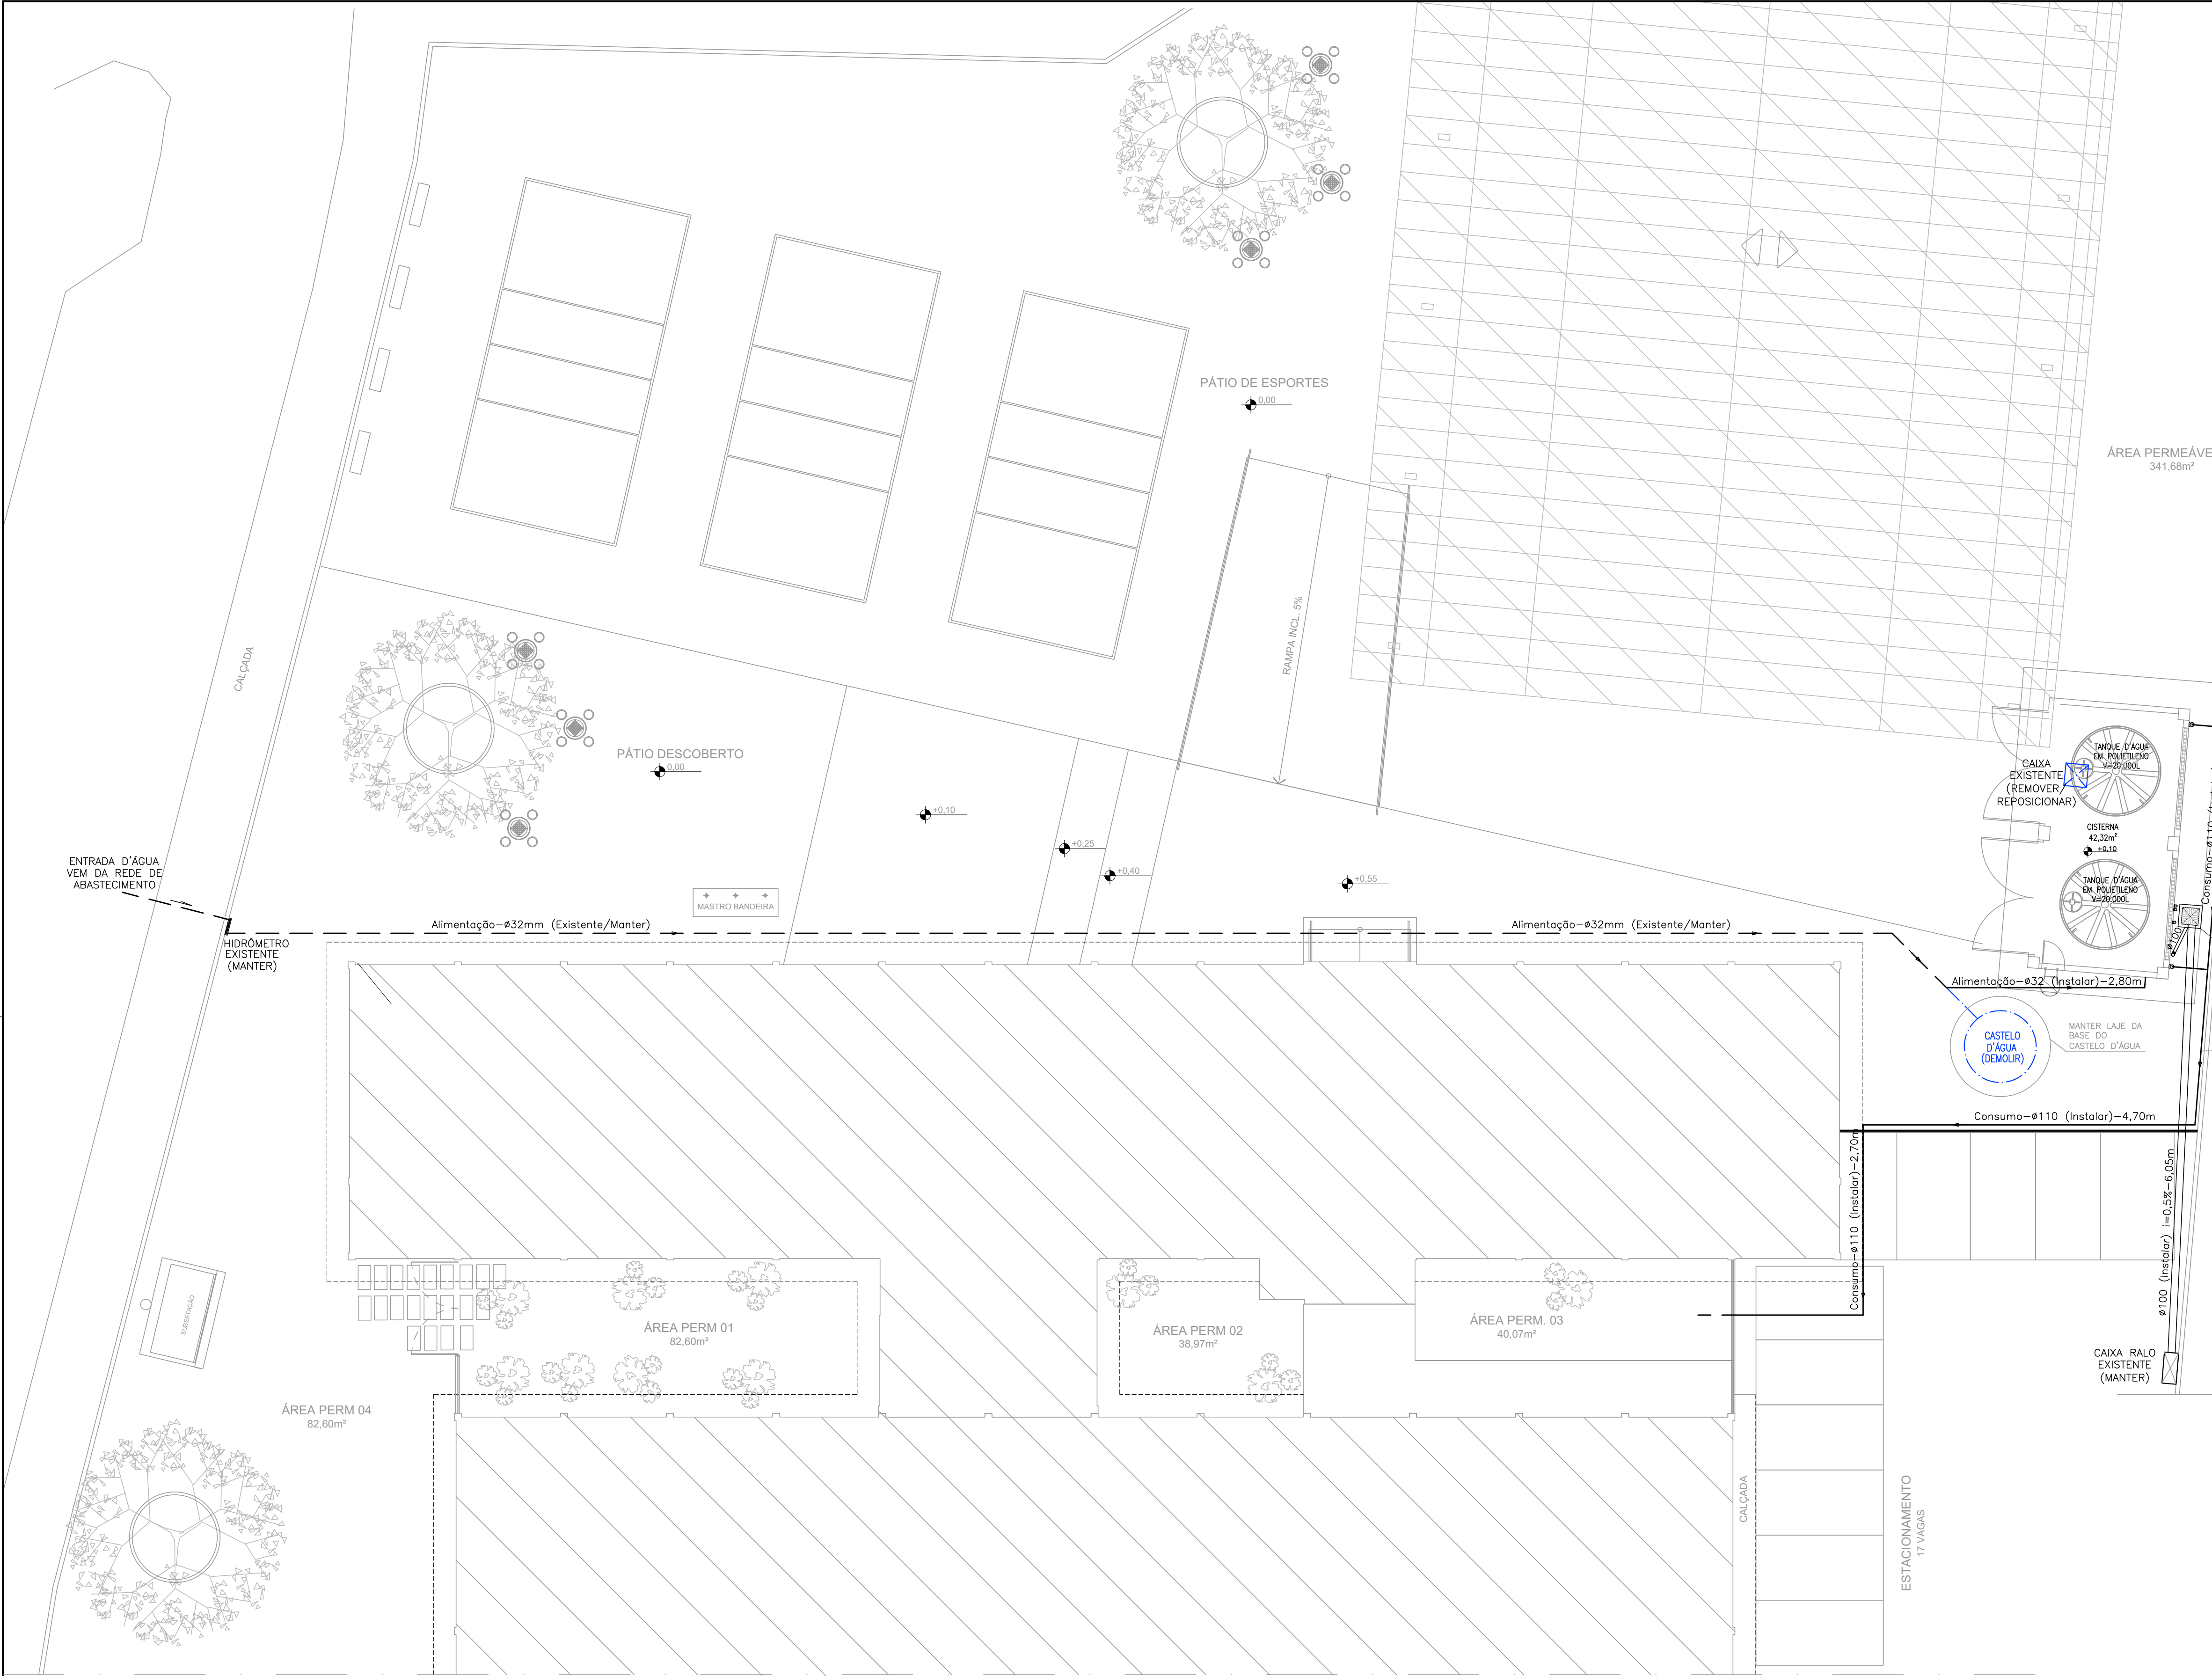 PÁTIO DE ESPORTES
0,00
ÁREA PERMEÁVE
341,68m²
RAMPA INCL. 5%
CALÇADA
PÁTIO DESCOBERTO
0,00
+0,10
+0,25
+0,40
+0,55
MASTRO BANDEIRA
ENTRADA D'ÁGUA
VEM DA REDE DE
ABASTECIMENTO
HIDRÔMETRO
EXISTENTE
(MANTER)
Alimentação-ø32mm (Existente/Manter)
Alimentação-ø32mm (Existente/Manter)
TANQUE D'ÁGUA
EM POLIETILENO
V=20.000L
CAIXA
EXISTENTE
(REMOVER/
REPOSICIONAR)
CISTERNA
42,32m²
+0,10
TANQUE D'ÁGUA
EM POLIETILENO
V=20.000L
Consumo-ø110
ø100
Alimentação-ø32 (Instalar)-2,80m
CASTELO
D'ÁGUA
(DEMOLIR)
MANTER LAJE DA
BASE DO
CASTELO D'ÁGUA
Consumo-ø110 (Instalar)-4,70m
Consumo-ø110 (Instalar)-2,70m
ø100 (Instalar) i=0,5%-6,05m
CAIXA RALO
EXISTENTE
(MANTER)
SUBESTAÇÃO
ÁREA PERM 01
82,60m²
ÁREA PERM 02
38,97m²
ÁREA PERM. 03
40,07m²
ÁREA PERM 04
82,60m²
CALÇADA
ESTACIONAMENTO
17 VAGAS